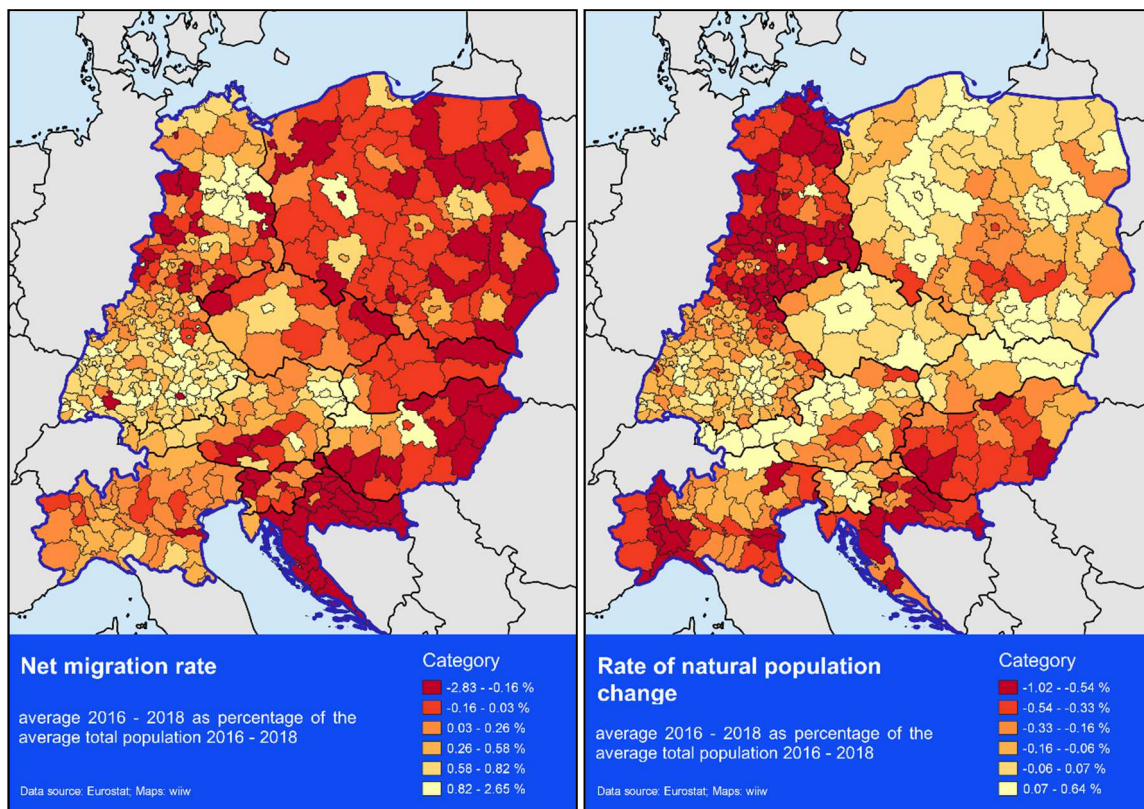 Net migration rate
average 2016 - 2018 as percentage of the
average total population 2016 - 2018
Data source: Eurostat; Maps: wiiw
Category
-2.83 - -0.16 %
-0.16 - 0.03 %
0.03 - 0.26 %
0.26 - 0.58 %
0.58 - 0.82 %
0.82 - 2.65 %
Rate of natural population
change
average 2016 - 2018 as percentage of the
average total population 2016 - 2018
Data source: Eurostat; Maps: wiiw
Category
-1.02 - -0.54 %
-0.54 - -0.33 %
-0.33 - -0.16 %
-0.16 - -0.06 %
-0.06 - 0.07 %
0.07 - 0.64 %